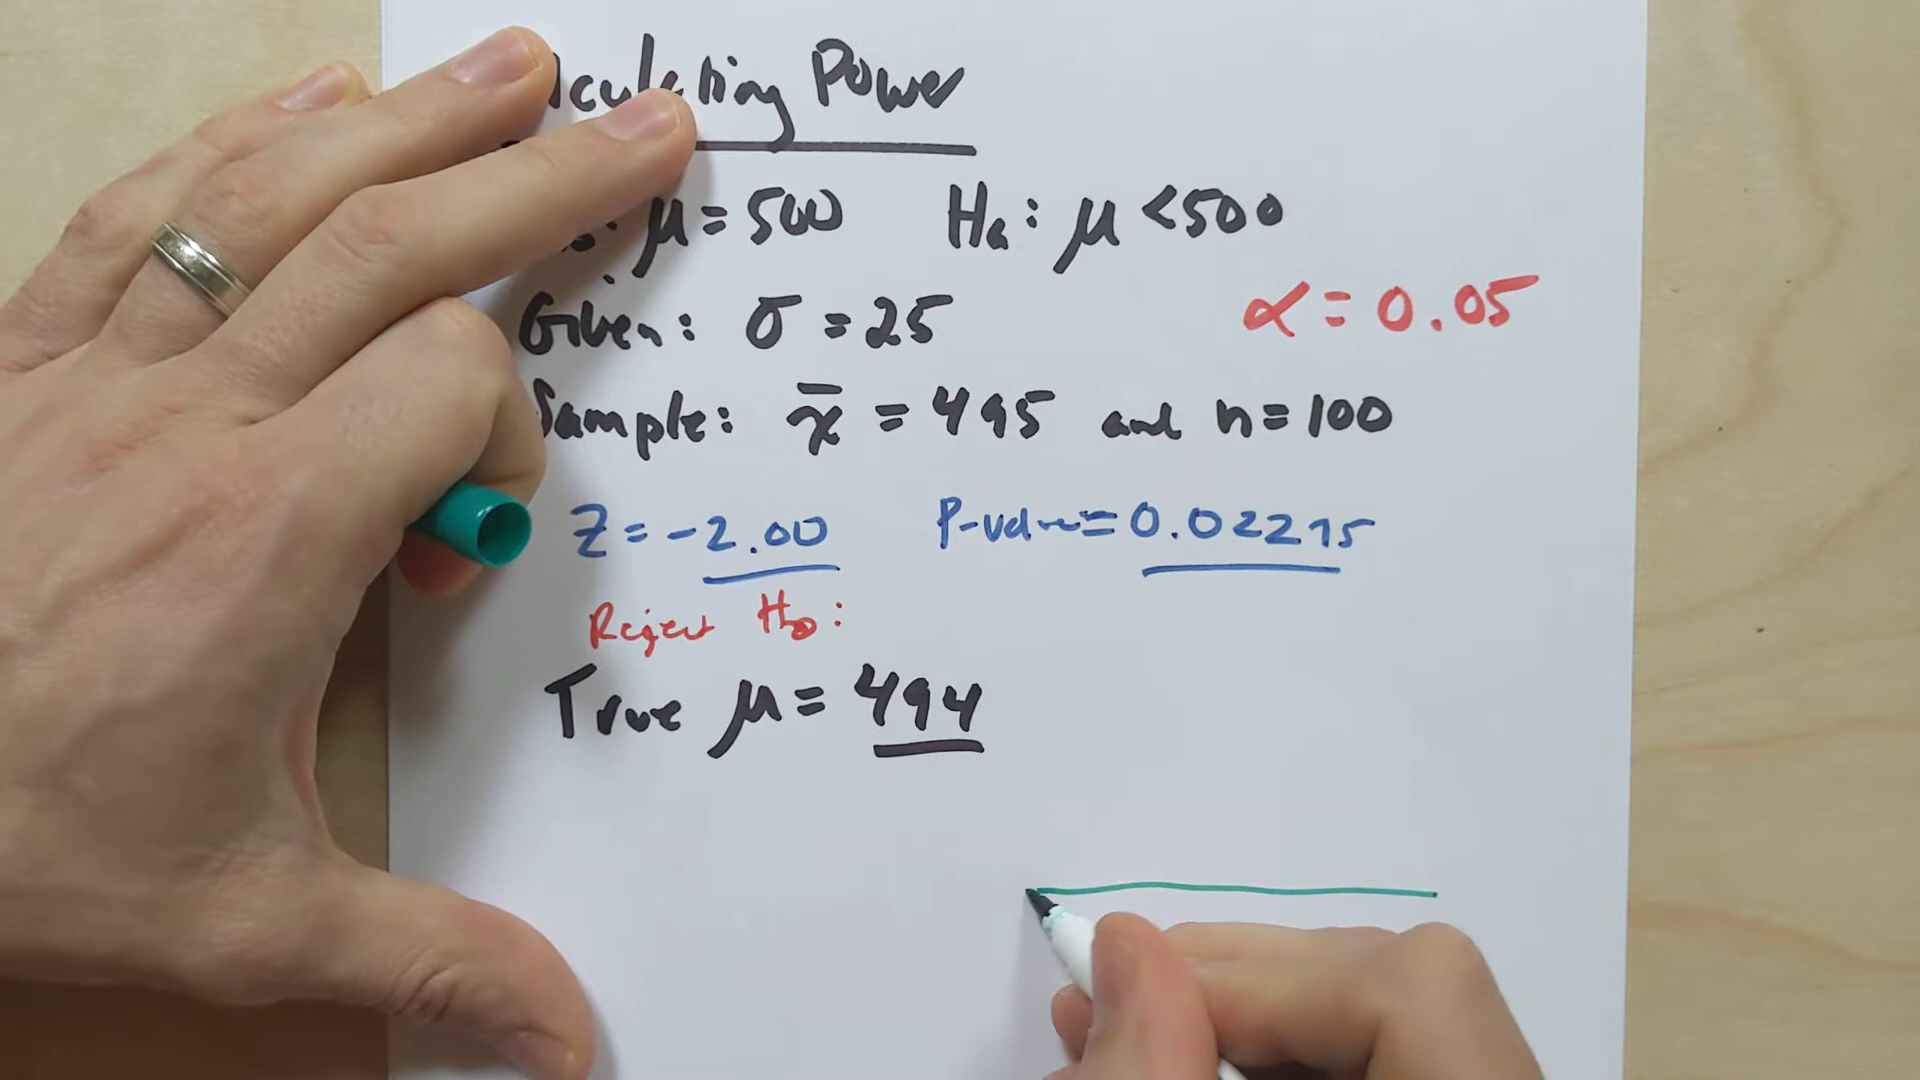 lculating Power
μ = 500 Ha: μ < 500
Given: σ = 25 α = 0.05
Sample: x̄ = 495 and n = 100
Z = -2.00 P-value = 0.02275
Reject H₀:
True μ = 494